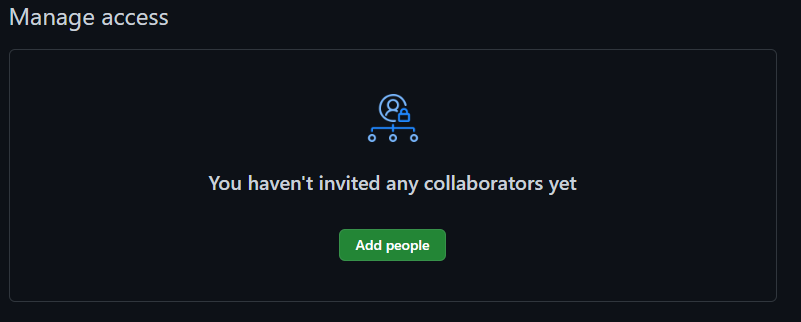 Manage access
You haven't invited any collaborators yet
Add people